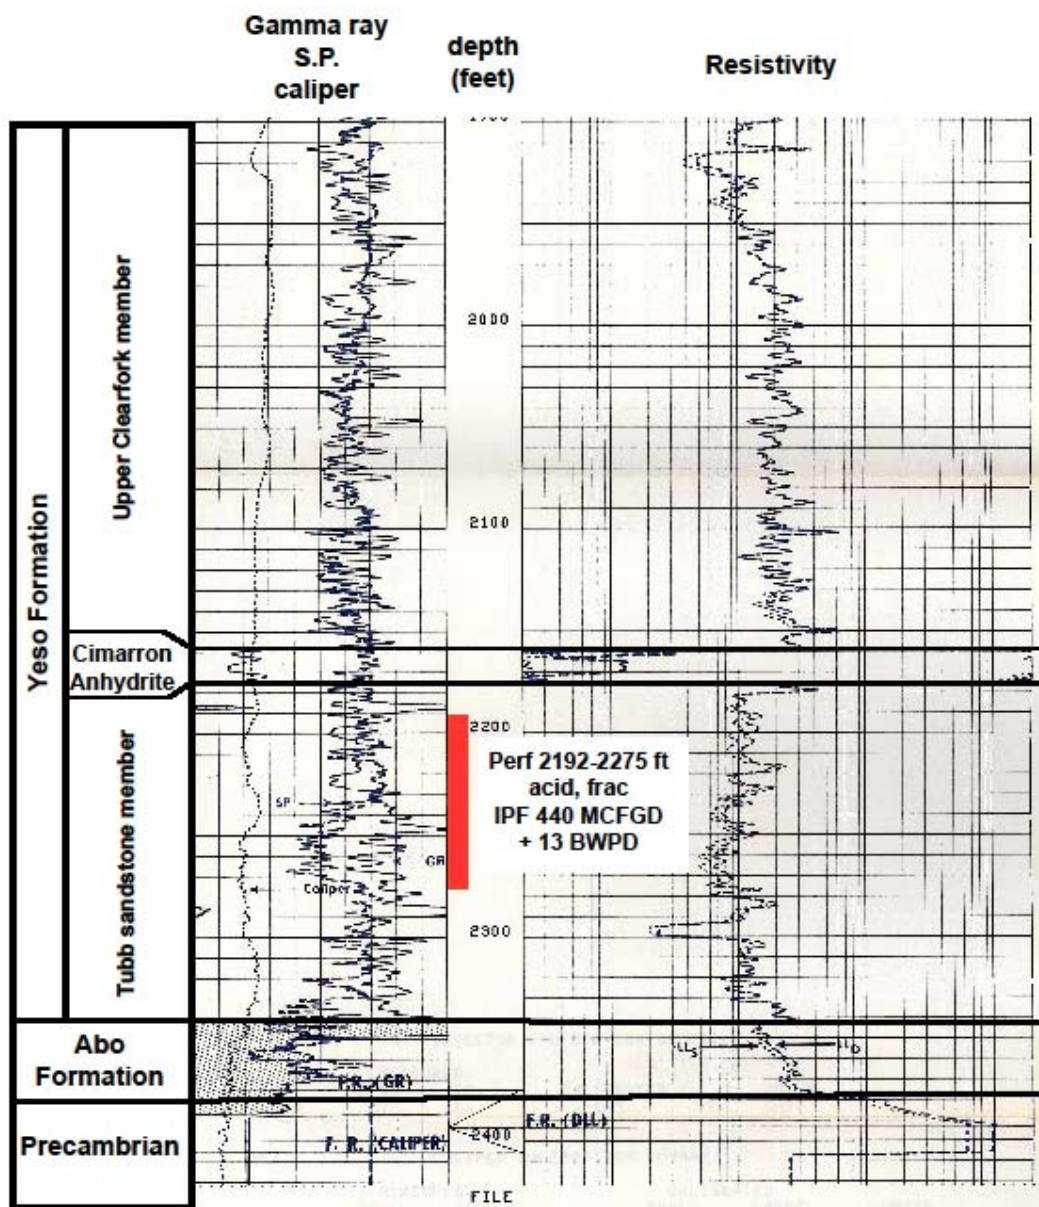 Gamma ray
S.P.
caliper
depth
(feet)
Resistivity
Yeso Formation
Upper Clearfork member
2000
2100
Cimarron
Anhydrite
Tubb sandstone member
2200
Perf 2192-2275 ft
acid, frac
IPF 440 MCFGD
+ 13 BWPD
SP
GR
Caliper
2300
Abo
Formation
LLs
LLD
F.R. (GR)
Precambrian
F.R. (DLL)
F. R. (CALIPER)
2400
FILE